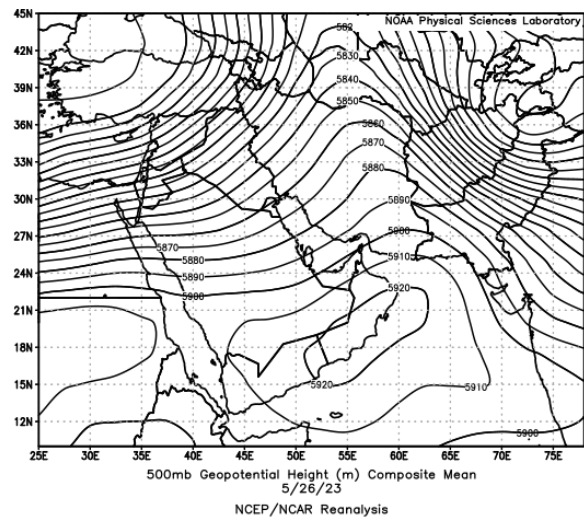 NOAA Physical Sciences Laboratory
45N
42N
39N
36N
33N
30N
27N
24N
21N
18N
15N
12N
582
5830
5840
5850
5860
5870
5880
5890
5900
5910
5920
5870
5880
5890
5900
5920
5910
5900
25E 30E 35E 40E 45E 50E 55E 60E 65E 70E 75E
500mb Geopotential Height (m) Composite Mean
5/26/23
NCEP/NCAR Reanalysis